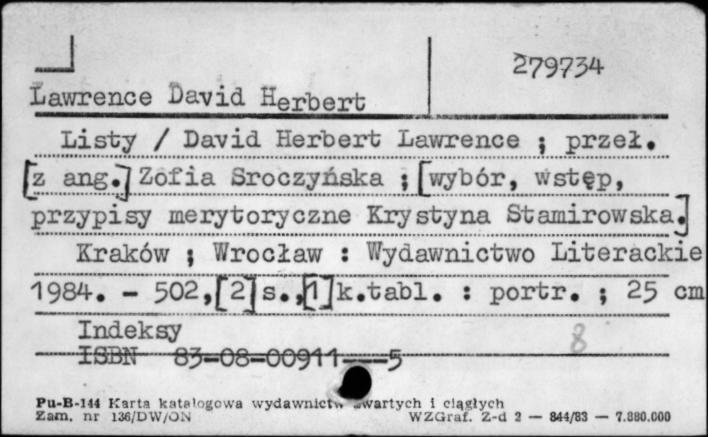 279734
Lawrence David Herbert
Listy / David Herbert Lawrence ; przeł.
[z ang.] Zofia Sroczyńska ; [wybór, wstęp,
przypisy merytoryczne Krystyna Stamirowska.]
Kraków ; Wrocław : Wydawnictwo Literackie
1984. - 502,[2]s.,[1]k.tabl. : portr. ; 25 cm
Indeksy
8
ISBN 83-08-00911---5
Pu-B-144 Karta katalogowa wydawnictw zwartych i ciągłych
Zam. nr 136/DW/ON WZGraf. Z-d 2 — 844/83 — 7.880.000